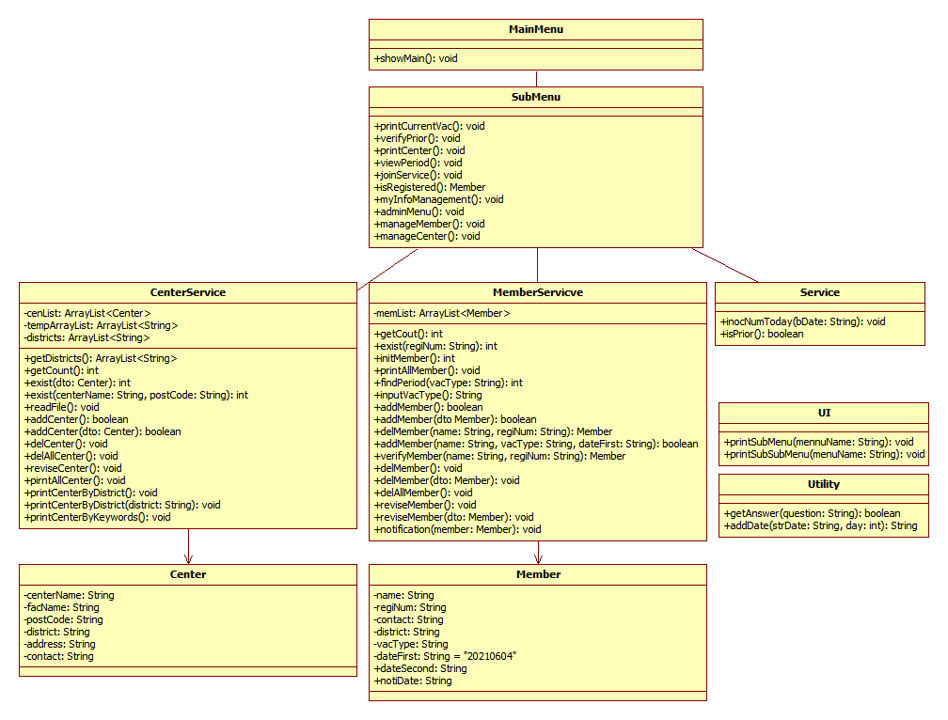 MainMenu
+showMain(): void
SubMenu
+printCurrentVac(): void
+verifyPrior(): void
+printCenter(): void
+viewPeriod(): void
+joinService(): void
+isRegistered(): Member
+myInfoManagement(): void
+adminMenu(): void
+manageMember(): void
+manageCenter(): void
CenterService
-cenList: ArrayList<Center>
-tempArrayList: ArrayList<String>
-districts: ArrayList<String>
+getDistricts(): ArrayList<String>
+getCount(): int
+exist(dto: Center): int
+exist(centerName: String, postCode: String): int
+readFile(): void
+addCenter(): boolean
+addCenter(dto: Center): boolean
+delCenter(): void
+delAllCenter(): void
+reviseCenter(): void
+pirntAllCenter(): void
+printCenterByDistrict(): void
+printCenterByDistrict(district: String): void
+printCenterByKeywords(): void
MemberServicve
-memList: ArrayList<Member>
+getCout(): int
+exist(regiNum: String): int
+initMember(): int
+printAllMember(): void
+findPeriod(vacType: String): int
+inputVacType(): String
+addMember(): boolean
+addMember(dto Member): boolean
+delMember(name: String, regiNum: String): Member
+addMember(name: String, vacType: String, dateFirst: String): boolean
+verifyMember(name: String, regiNum: String): Member
+delMember(): void
+delMember(dto: Member): void
+delAllMember(): void
+reviseMember(): void
+reviseMember(dto: Member): void
+notification(member: Member): void
Service
+inocNumToday(bDate: String): void
+isPrior(): boolean
UI
+printSubMenu(mennuName: String): void
+printSubSubMenu(menuName: String): void
Utility
+getAnswer(question: String): boolean
+addDate(strDate: String, day: int): String
Center
-centerName: String
-facName: String
-postCode: String
-district: String
-address: String
-contact: String
Member
-name: String
-regiNum: String
-contact: String
-district: String
-vacType: String
-dateFirst: String = "20210604"
+dateSecond: String
+notiDate: String